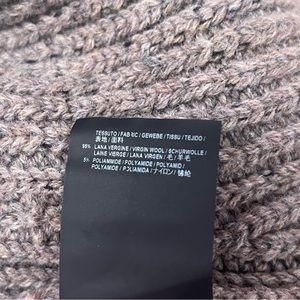 TESSUTO / FABRIC / GEWEBE / TISSU / TEJIDO /
表地 / 面料
95% LANA VERGINE / VIRGIN WOOL / SCHURWOLLE /
LAINE VIERGE / LANA VIRGEN / 毛 / 羊毛
5% POLIAMMIDE / POLYAMIDE / POLYAMID /
POLYAMIDE / POLIAMIDA / ナイロン / 锦纶